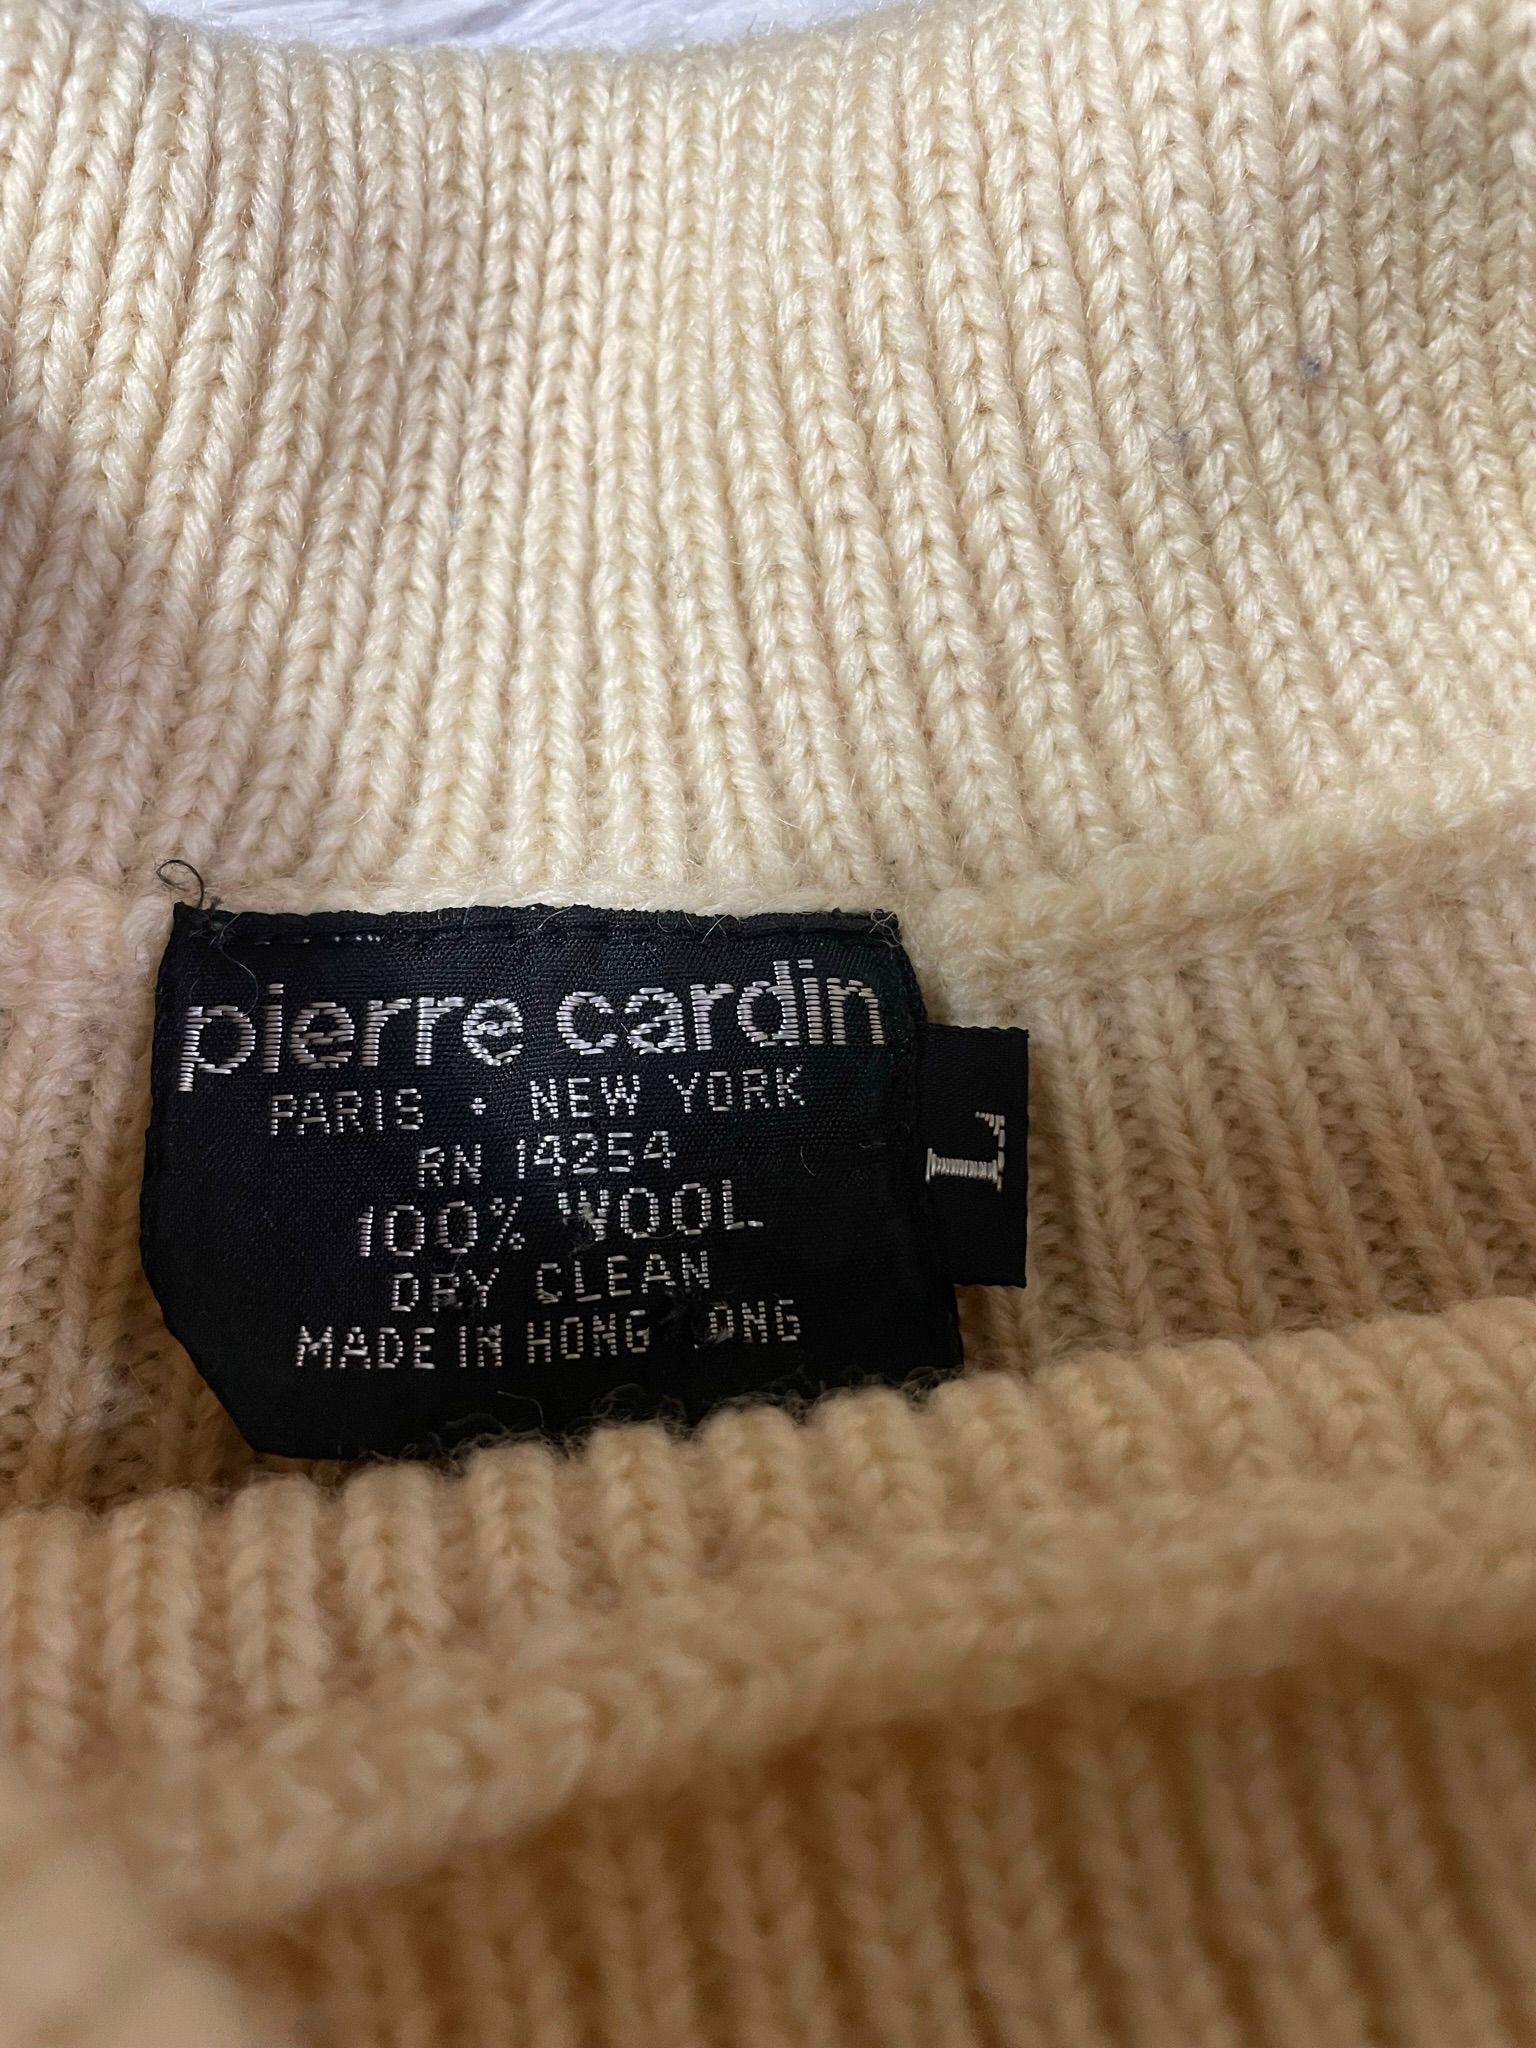 pierre cardin
PARIS • NEW YORK
RN 14254
100% WOOL
DRY CLEAN
MADE IN HONG
L